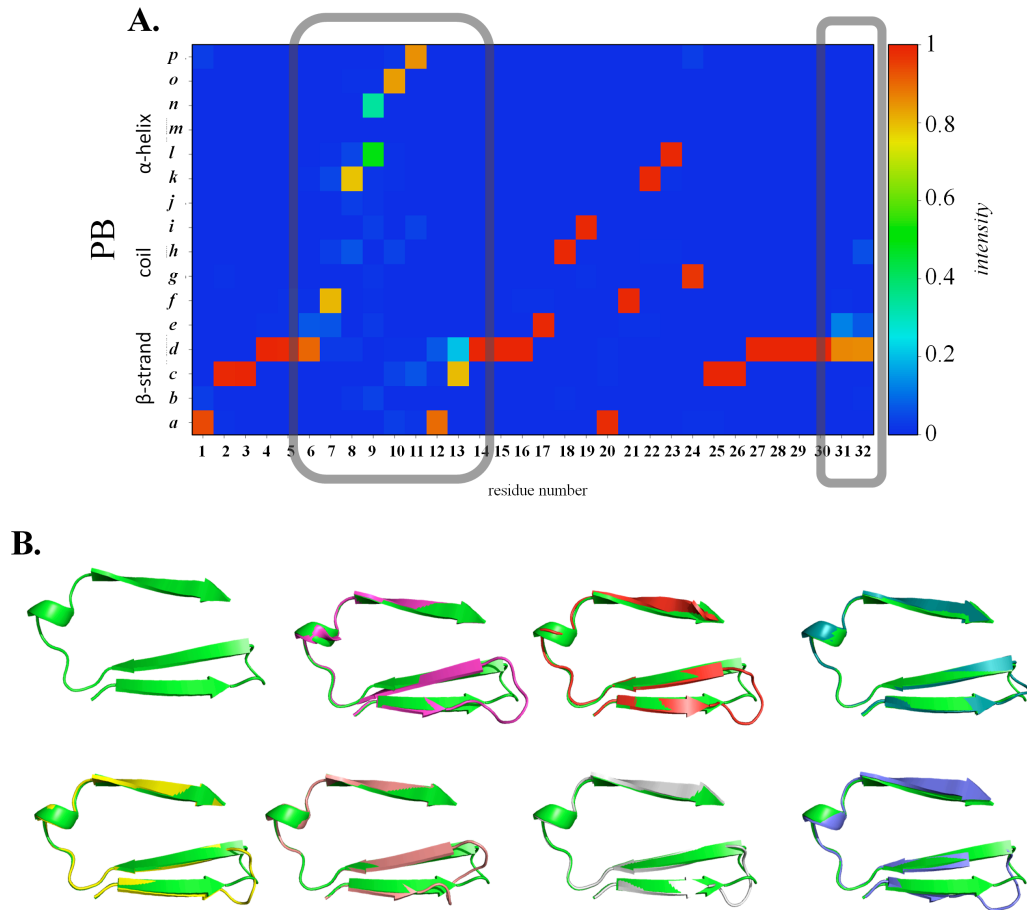 A.
PB
α-helix
coil
β-strand
p
o
n
m
l
k
j
i
h
g
f
e
d
c
b
a
1 2 3 4 5 6 7 8 9 10 11 12 13 14 15 16 17 18 19 20 21 22 23 24 25 26 27 28 29 30 31 32
residue number
1
0.8
0.6
0.4
0.2
0
intensity
B.